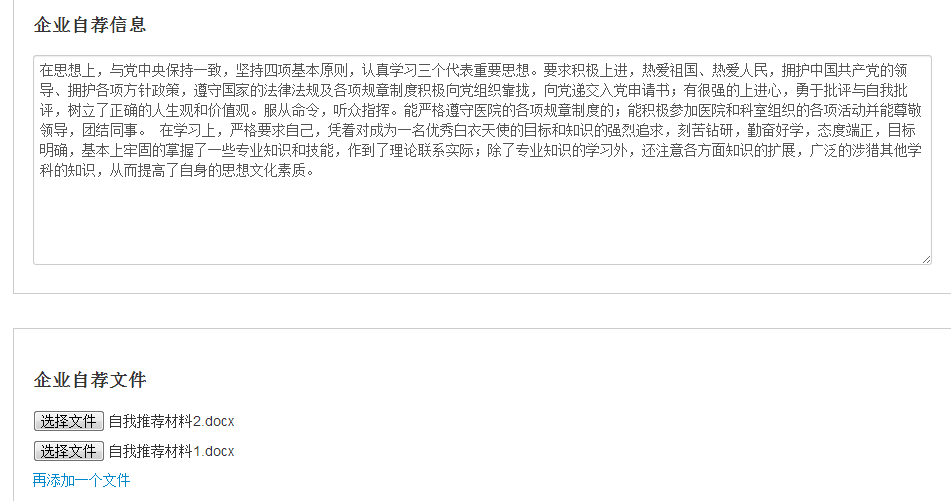 企业自荐信息
在思想上，与党中央保持一致，坚持四项基本原则，认真学习三个代表重要思想。要求积极上进，热爱祖国、热爱人民，拥护中国共产党的领
导、拥护各项方针政策，遵守国家的法律法规及各项规章制度积极向党组织靠拢，向党递交入党申请书；有很强的上进心，勇于批评与自我批
评，树立了正确的人生观和价值观。服从命令，听众指挥。能严格遵守医院的各项规章制度的；能积极参加医院和科室组织的各项活动并能尊敬
领导，团结同事。 在学习上，严格要求自己，凭着对成为一名优秀白衣天使的目标和知识的强烈追求，刻苦钻研，勤奋好学，态度端正，目标
明确，基本上牢固的掌握了一些专业知识和技能，作到了理论联系实际；除了专业知识的学习外，还注意各方面知识的扩展，广泛的涉猎其他学
科的知识，从而提高了自身的思想文化素质。
企业自荐文件
选择文件 自我推荐材料2.docx
选择文件 自我推荐材料1.docx
再添加一个文件